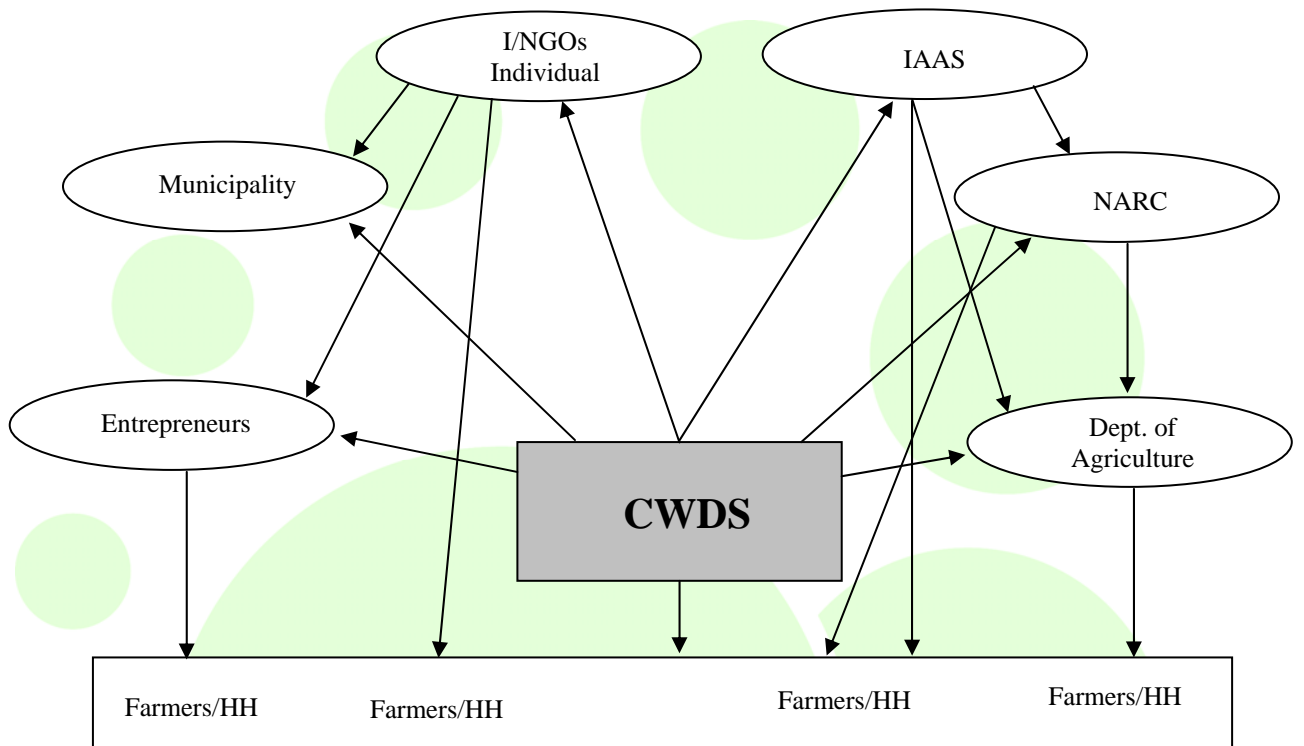 I/NGOs
Individual
IAAS
Municipality
NARC
Entrepreneurs
Dept. of
Agriculture
CWDS
Farmers/HH
Farmers/HH
Farmers/HH
Farmers/HH